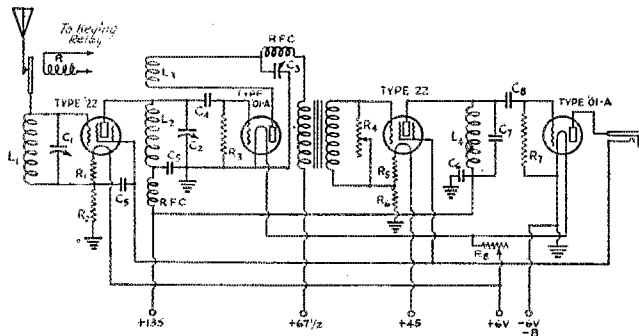 To Keying
Relay
R
RFC
L3
C3
TYPE '22
TYPE
'01-A
C4
L2
C2
R3
C1
L1
R1
C5
C5
R2
RFC
TYPE 22
R4
R5
R6
C8
TYPE '01-A
L4
C7
C6
R7
R8
+135
+67 1/2
+45
+6V
-6V
-B